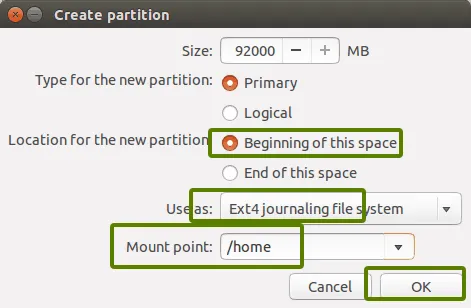 Create partition
Size: 92000 − + MB
Type for the new partition: Primary
Logical
Location for the new partition Beginning of this space
End of this space
Use as: Ext4 journaling file system
Mount point: /home
Cancel OK